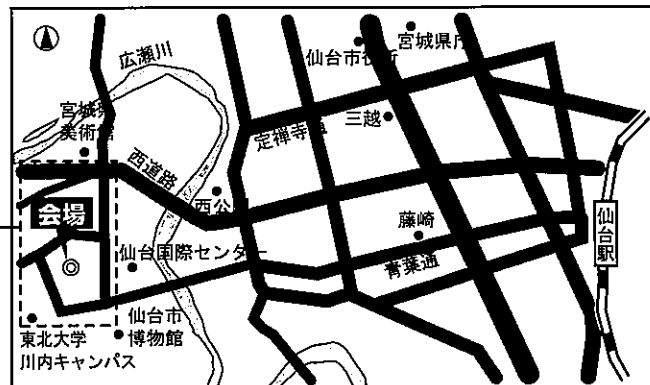 広瀬川
宮城県庁
仙台市役所
宮城県
美術館
三越
定禅寺通
西道路
西公
会場
藤崎
仙台駅
仙台国際センター
青葉通
仙台市
博物館
東北大学
川内キャンパス